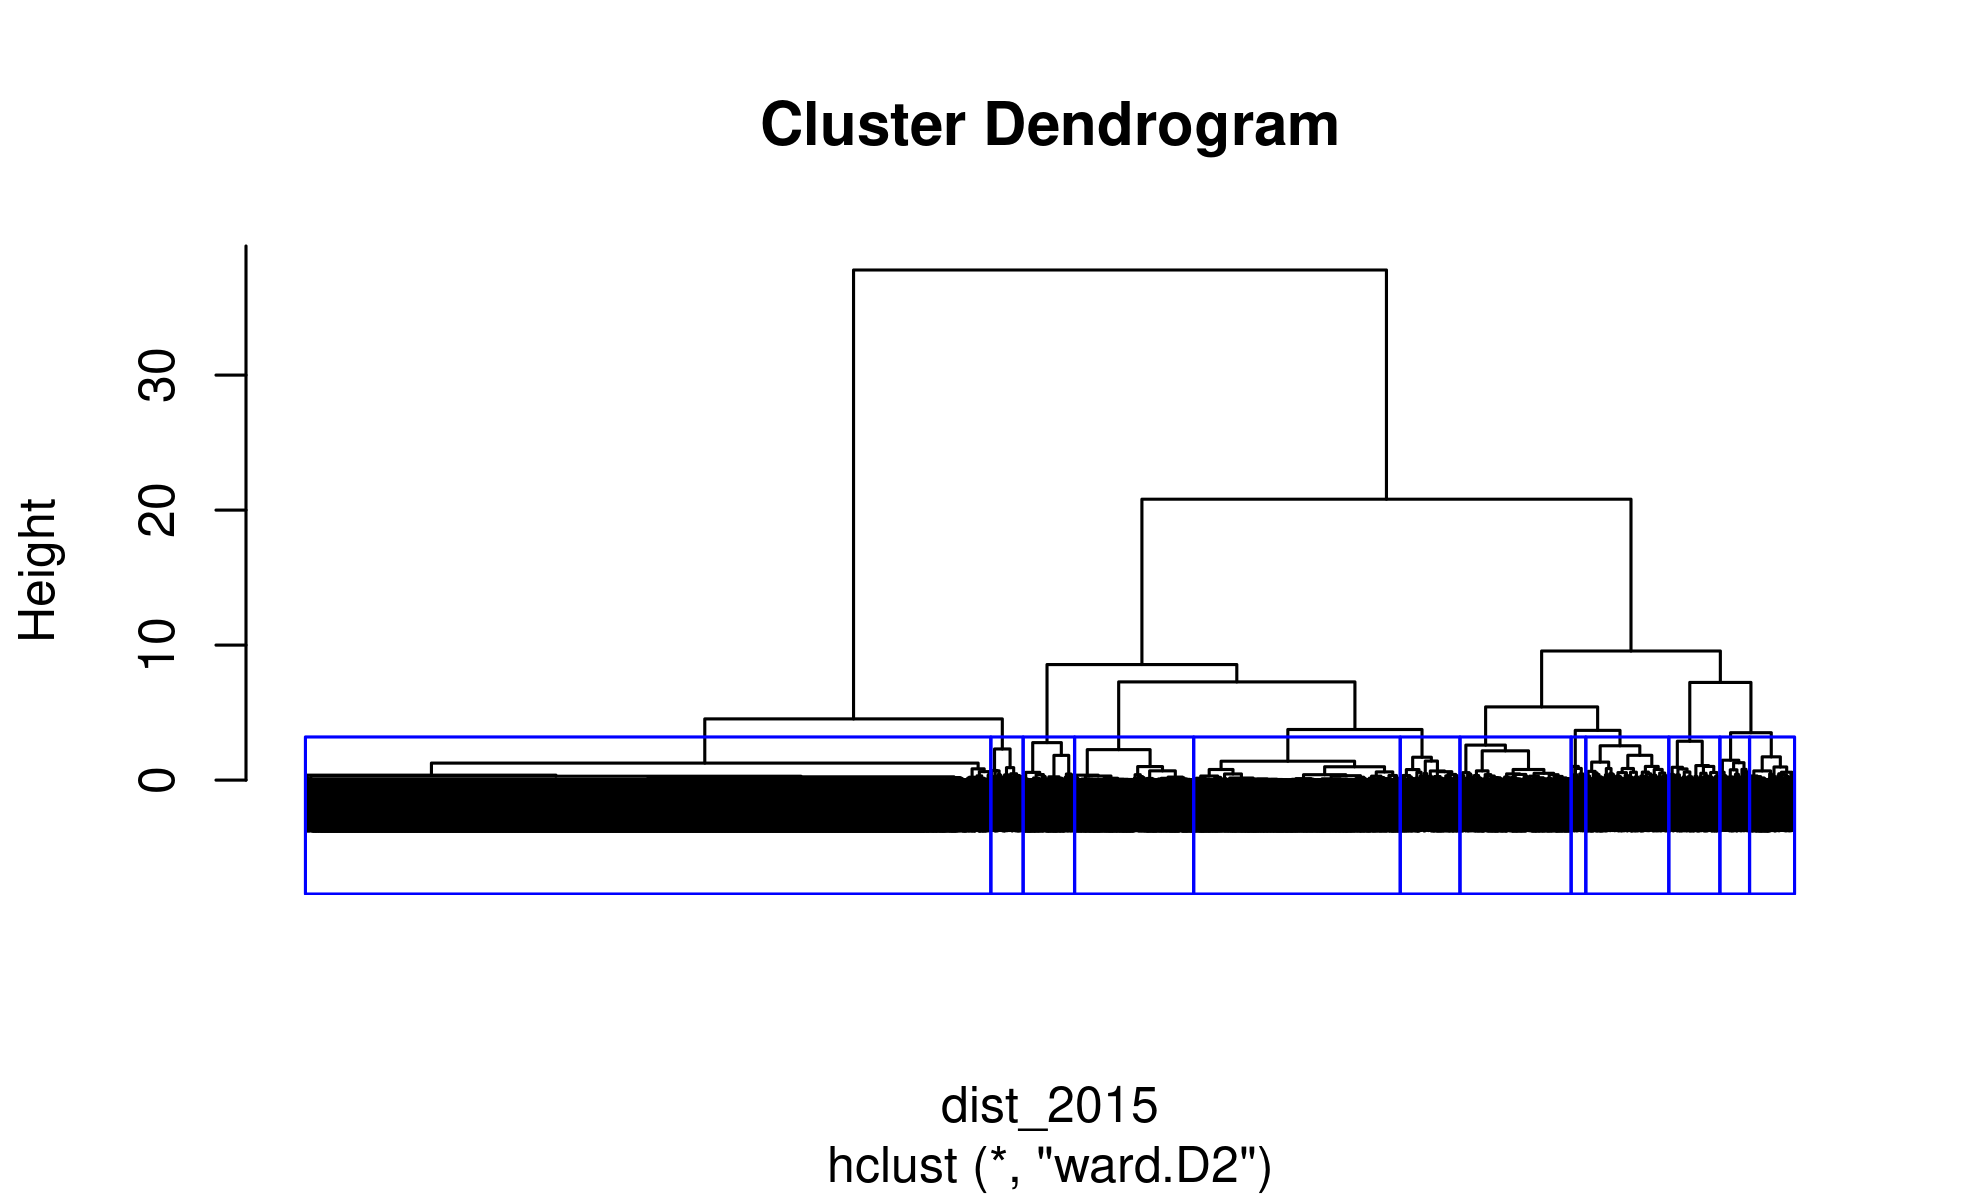 Cluster Dendrogram
Height
30
20
10
0
dist_2015
hclust (*, "ward.D2")